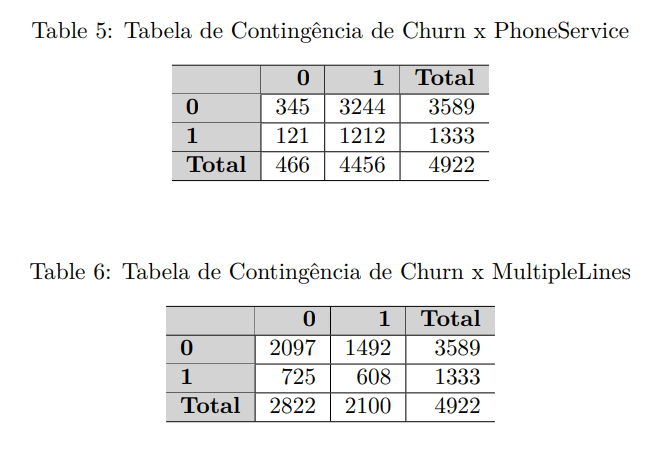 Table 5: Tabela de Contingência de Churn x PhoneService
0 1 Total
0 345 3244 3589
1 121 1212 1333
Total 466 4456 4922
Table 6: Tabela de Contingência de Churn x MultipleLines
0 1 Total
0 2097 1492 3589
1 725 608 1333
Total 2822 2100 4922